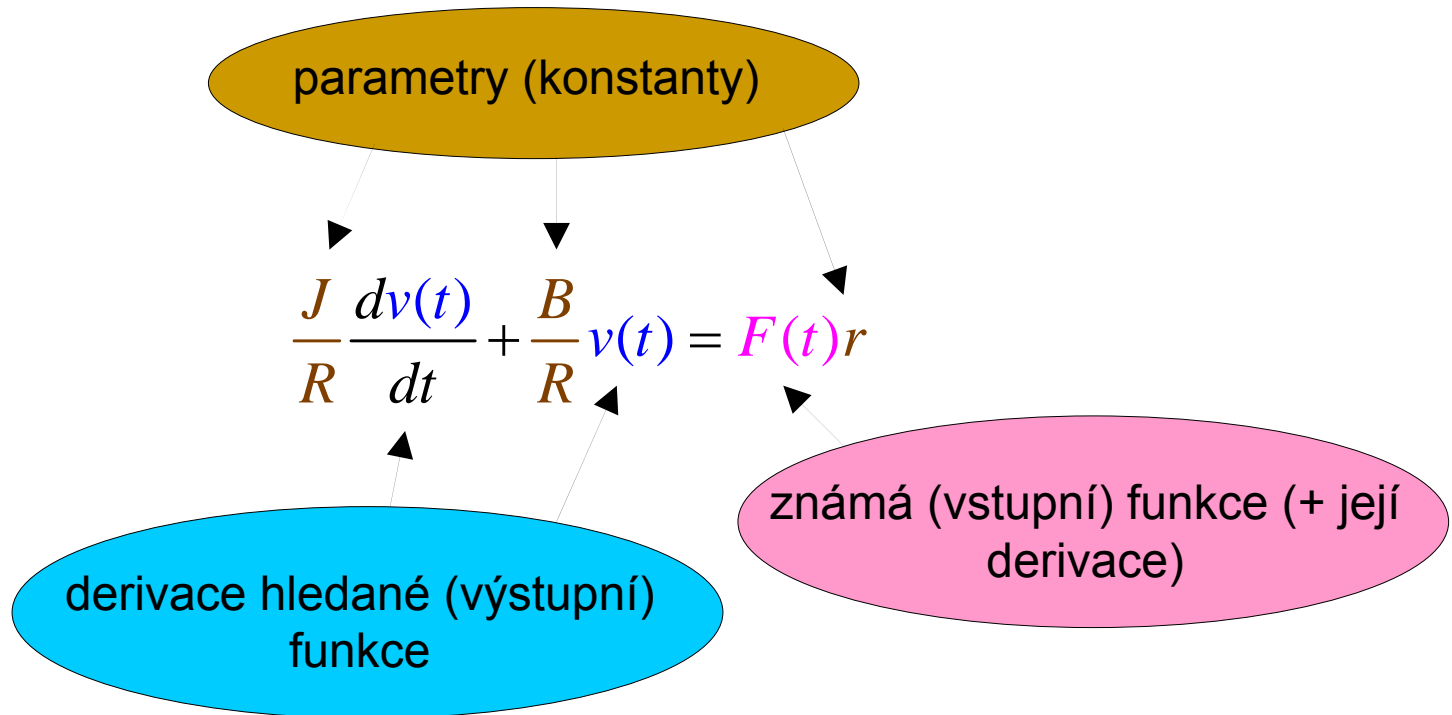 parametry (konstanty)
J/R dv(t)/dt + B/R v(t) = F(t)r
známá (vstupní) funkce (+ její
derivace)
derivace hledané (výstupní)
funkce